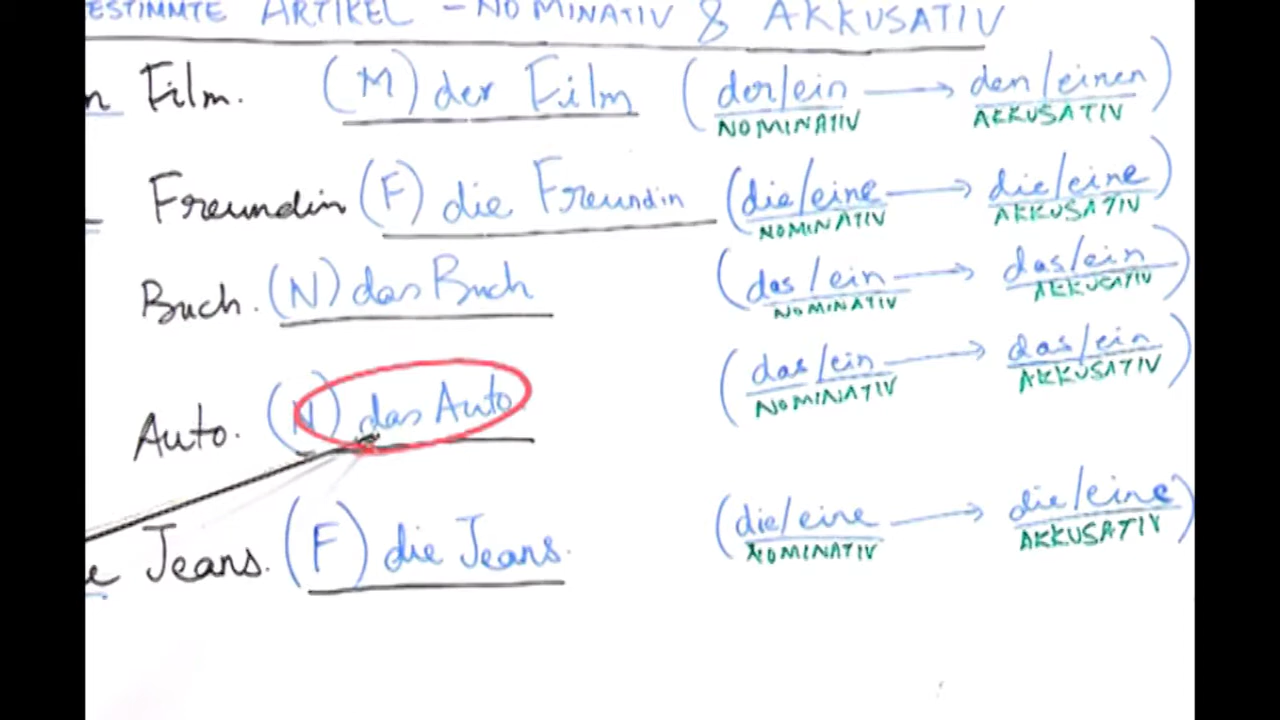 ESTIMMTE ARTIKEL - NOMINATIV & AKKUSATIV
n Film. (M) der Film (der/ein → den/einen)
NOMINATIV AKKUSATIV
Freundin (F) die Freundin (die/eine → die/eine)
NOMINATIV AKKUSATIV
Buch. (N) das Buch (das/ein → das/ein)
NOMINATIV AKKUSATIV
Auto. (N) das Auto (das/ein → das/ein)
NOMINATIV AKKUSATIV
e Jeans. (F) die Jeans. (die/eine → die/eine)
NOMINATIV AKKUSATIV